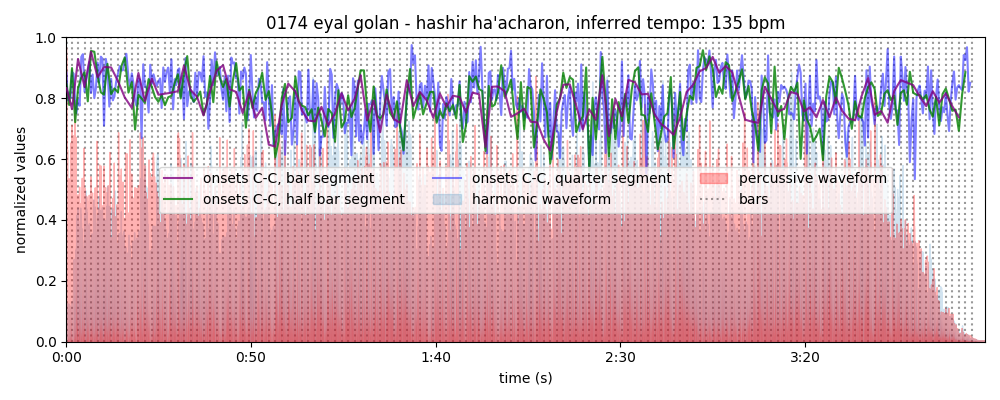 0174 eyal golan - hashir ha'acharon, inferred tempo: 135 bpm
1.0
0.8
0.6
0.4
0.2
0.0
normalized values
onsets C-C, bar segment
onsets C-C, half bar segment
onsets C-C, quarter segment
harmonic waveform
percussive waveform
bars
0:00 0:50 1:40 2:30 3:20
time (s)